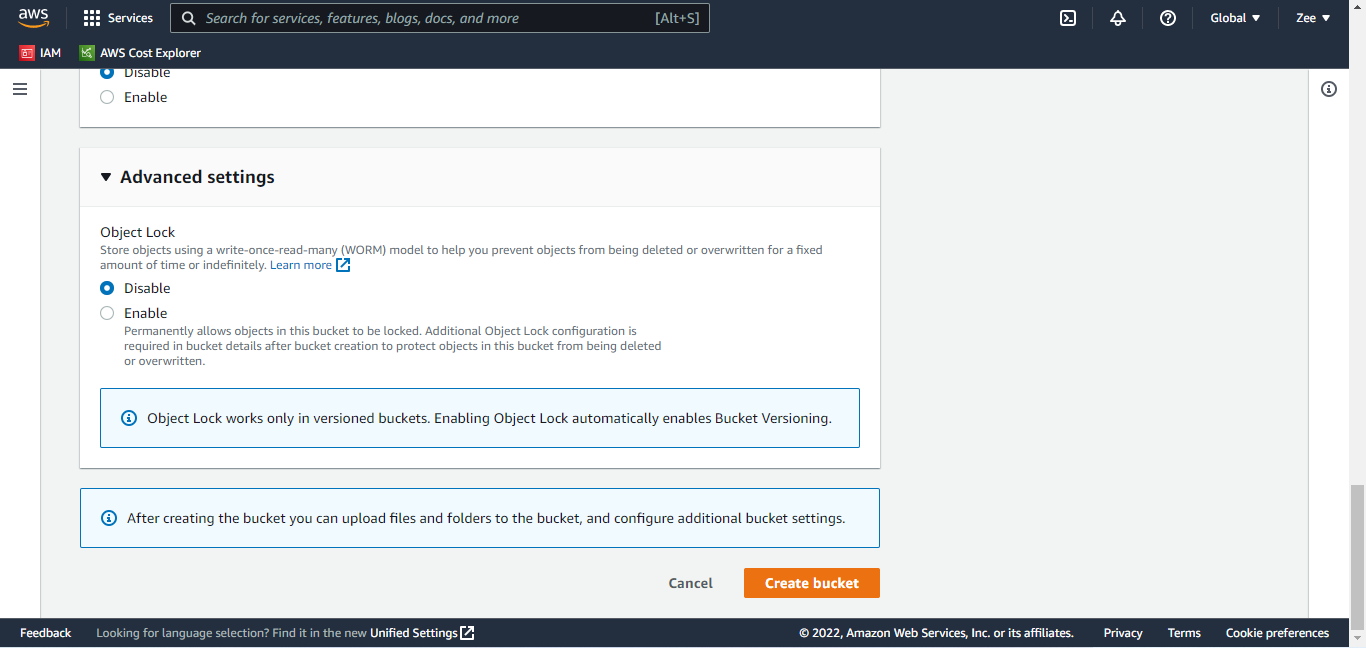 aws
Services
Search for services, features, blogs, docs, and more
[Alt+S]
Global
Zee
IAM
AWS Cost Explorer
Disable
Enable
Advanced settings
Object Lock
Store objects using a write-once-read-many (WORM) model to help you prevent objects from being deleted or overwritten for a fixed
amount of time or indefinitely. Learn more
Disable
Enable
Permanently allows objects in this bucket to be locked. Additional Object Lock configuration is
required in bucket details after bucket creation to protect objects in this bucket from being deleted
or overwritten.
Object Lock works only in versioned buckets. Enabling Object Lock automatically enables Bucket Versioning.
After creating the bucket you can upload files and folders to the bucket, and configure additional bucket settings.
Cancel
Create bucket
Feedback
Looking for language selection? Find it in the new Unified Settings
© 2022, Amazon Web Services, Inc. or its affiliates.
Privacy
Terms
Cookie preferences